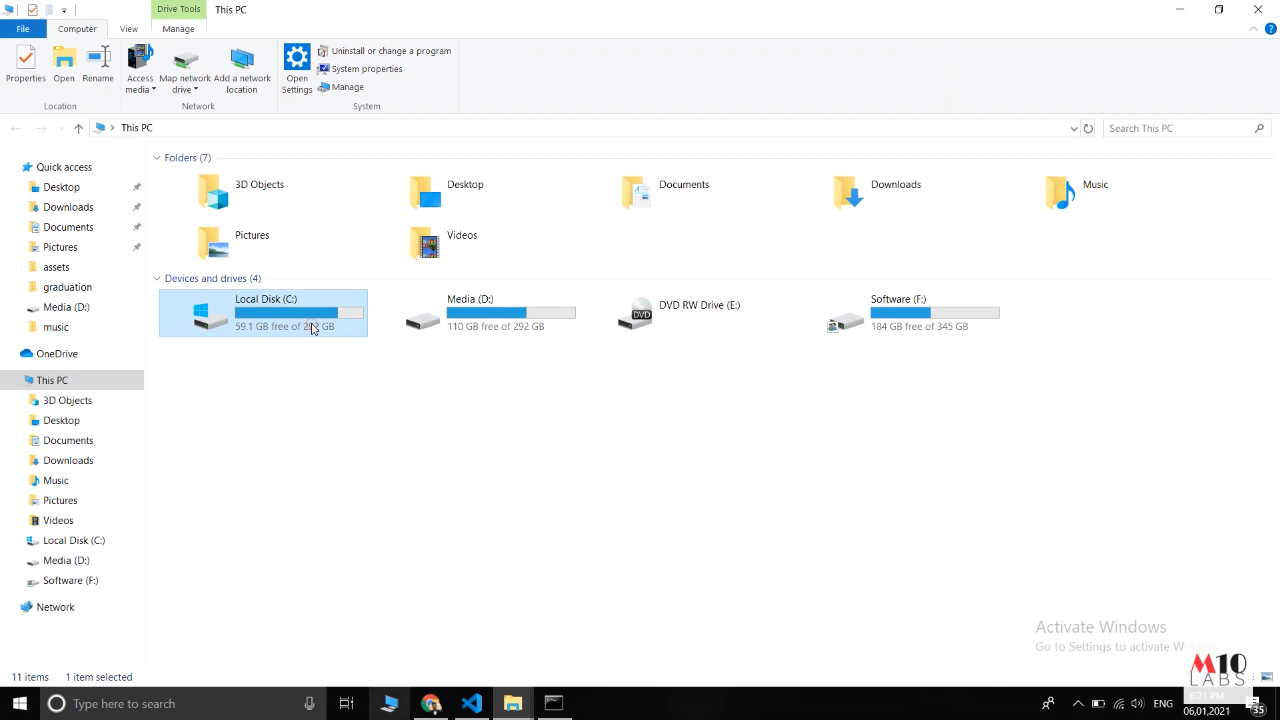 Drive Tools
This PC
File
Computer
View
Manage
Properties
Open
Rename
Access media
Map network drive
Add a network location
Open Settings
Uninstall or change a program
System properties
Manage
Location
Network
System
This PC
Search This PC
Quick access
Desktop
Downloads
Documents
Pictures
assets
graduation
Media (D:)
music
OneDrive
This PC
3D Objects
Desktop
Documents
Downloads
Music
Pictures
Videos
Local Disk (C:)
Media (D:)
Software (F:)
Network
Folders (7)
3D Objects
Desktop
Documents
Downloads
Music
Pictures
Videos
Devices and drives (4)
Local Disk (C:)
59.1 GB free of GB
Media (D:)
110 GB free of 292 GB
DVD
DVD RW Drive (E:)
Software (F:)
184 GB free of 345 GB
Activate Windows
Go to Settings to activate W
M10
LABS
11 items
1 item selected
Type here to search
ENG
6:21 PM
06,01,2021
35